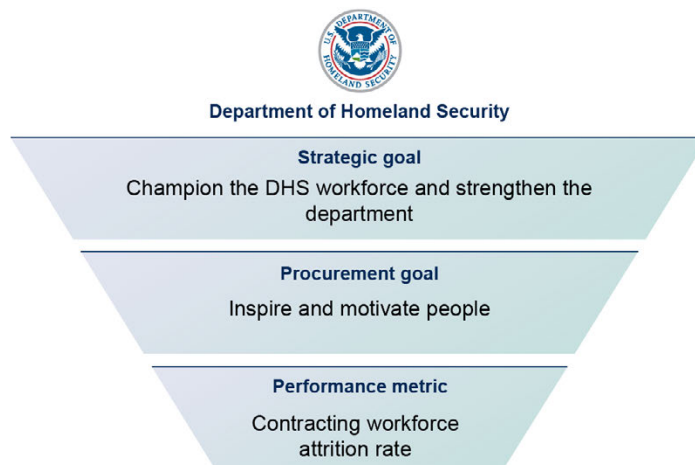 U.S. DEPARTMENT OF
HOMELAND SECURITY
Department of Homeland Security
Strategic goal
Champion the DHS workforce and strengthen the
department
Procurement goal
Inspire and motivate people
Performance metric
Contracting workforce
attrition rate